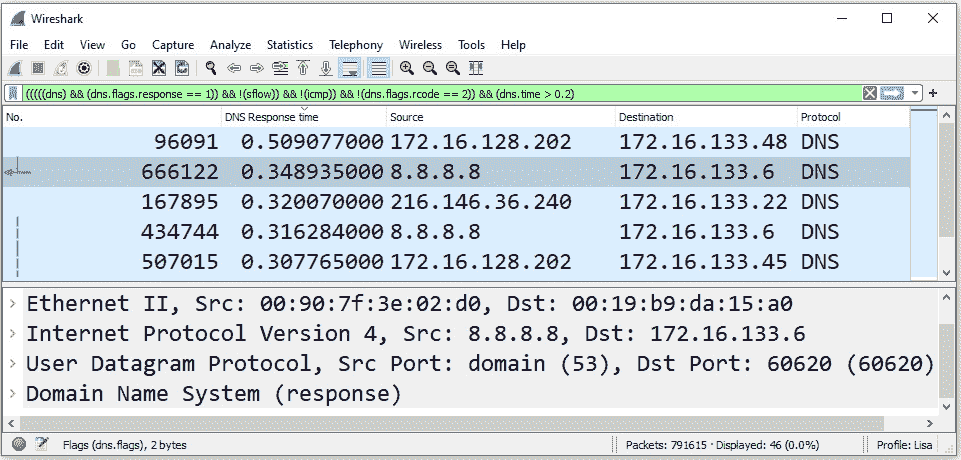 Wireshark
File Edit View Go Capture Analyze Statistics Telephony Wireless Tools Help
(((((dns) && (dns.flags.response == 1)) && !(sflow)) && !(icmp)) && !(dns.flags.rcode == 2)) && (dns.time > 0.2)
No. DNS Response time Source Destination Protocol
96091 0.509077000 172.16.128.202 172.16.133.48 DNS
666122 0.348935000 8.8.8.8 172.16.133.6 DNS
167895 0.320070000 216.146.36.240 172.16.133.22 DNS
434744 0.316284000 8.8.8.8 172.16.133.6 DNS
507015 0.307765000 172.16.128.202 172.16.133.45 DNS
Ethernet II, Src: 00:90:7f:3e:02:d0, Dst: 00:19:b9:da:15:a0
Internet Protocol Version 4, Src: 8.8.8.8, Dst: 172.16.133.6
User Datagram Protocol, Src Port: domain (53), Dst Port: 60620 (60620)
Domain Name System (response)
Flags (dns.flags), 2 bytes Packets: 791615 · Displayed: 46 (0.0%) Profile: Lisa